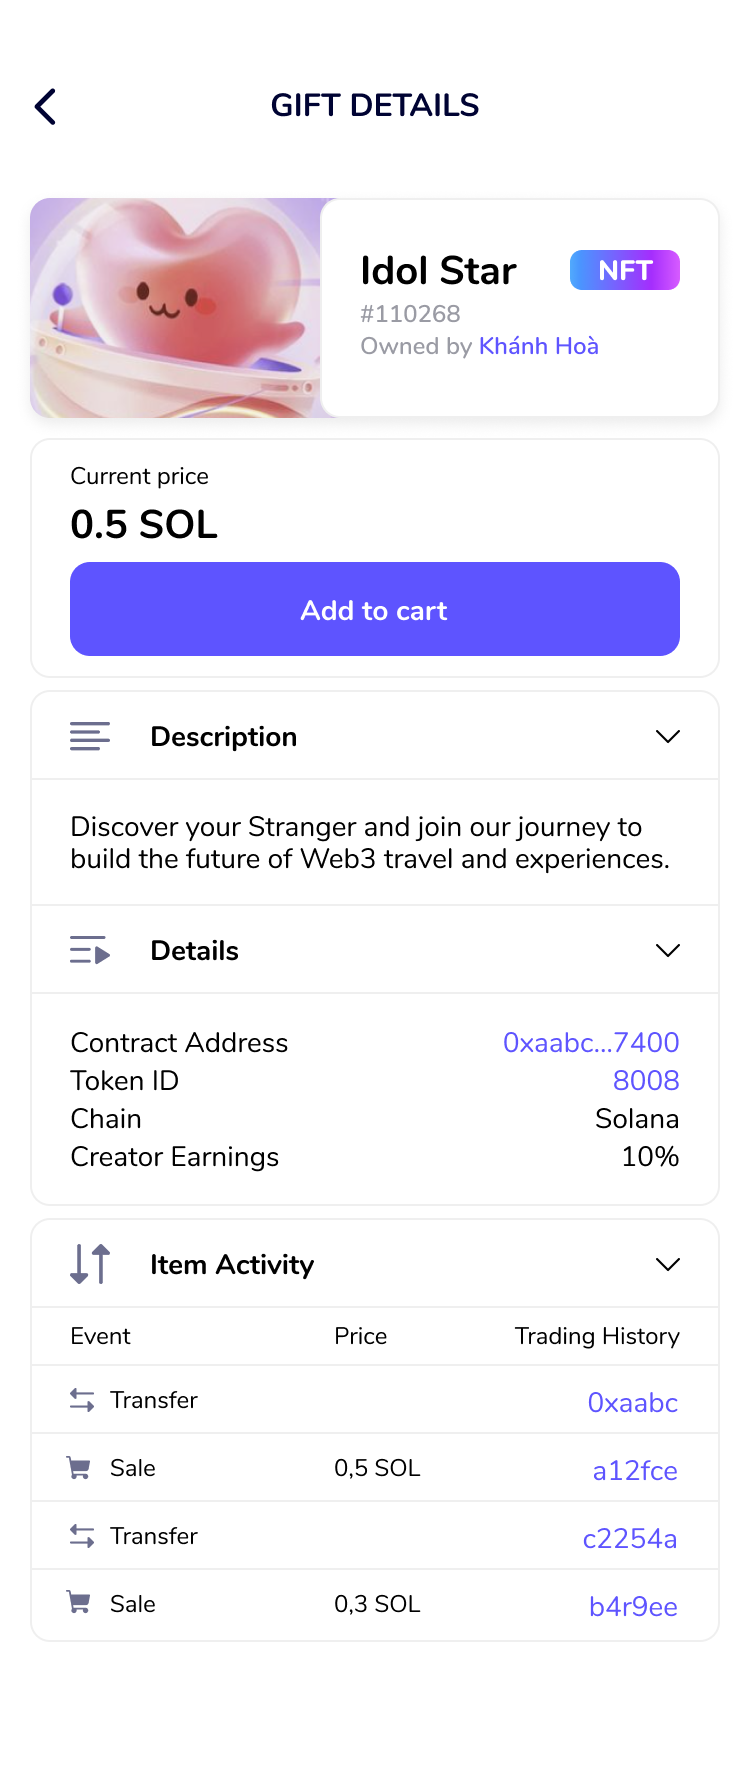 GIFT DETAILS
Idol Star
NFT
#110268
Owned by Khánh Hoà
Current price
0.5 SOL
Add to cart
Description
Discover your Stranger and join our journey to
build the future of Web3 travel and experiences.
Details
Contract Address 0xaabc...7400
Token ID 8008
Chain Solana
Creator Earnings 10%
Item Activity
Event Price Trading History
Transfer 0xaabc
Sale 0,5 SOL a12fce
Transfer c2254a
Sale 0,3 SOL b4r9ee